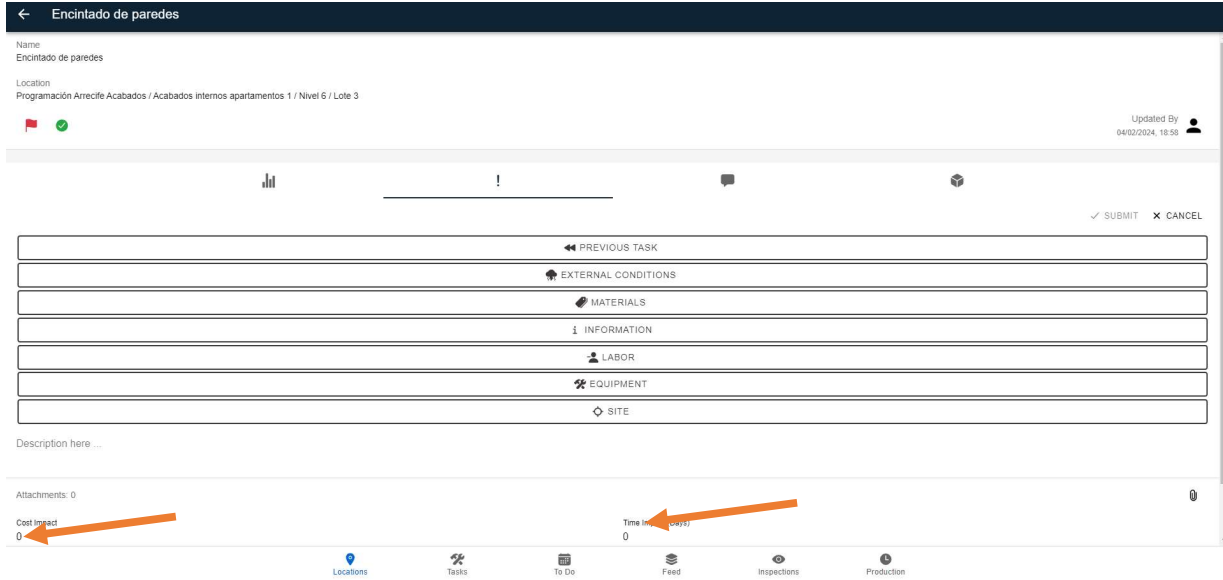 Encintado de paredes
Name
Encintado de paredes
Location
Programación Arrecife Acabados / Acabados internos apartamentos 1 / Nivel 6 / Lote 3
Updated By
04/02/2024, 18:58
SUBMIT CANCEL
PREVIOUS TASK
EXTERNAL CONDITIONS
MATERIALS
INFORMATION
LABOR
EQUIPMENT
SITE
Description here ...
Attachments: 0
Cost Impact Time
0 0
Locations Tasks To Do Feed Inspections Production